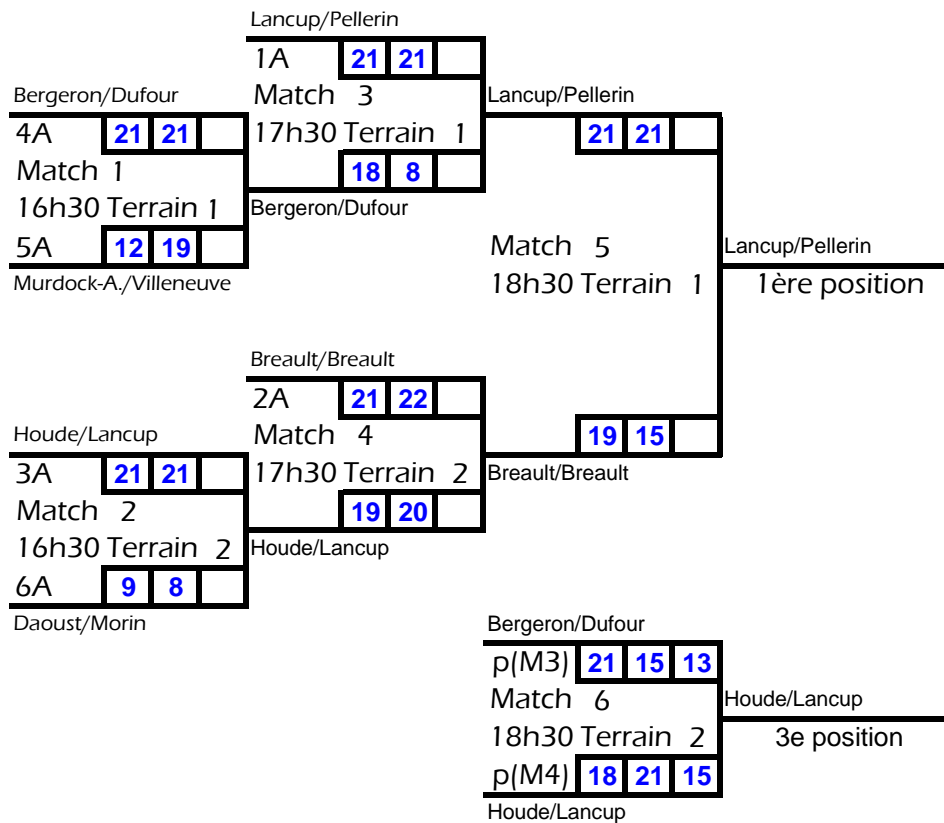 Lancup/Pellerin
1A 21 21
Match 3
17h30 Terrain 1
18 8
Bergeron/Dufour
Bergeron/Dufour
4A 21 21
Match 1
16h30 Terrain 1
5A 12 19
Murdock-A./Villeneuve
Lancup/Pellerin
21 21
Match 5
18h30 Terrain 1
19 15
Breault/Breault
Lancup/Pellerin
1ère position
Breault/Breault
2A 21 22
Match 4
17h30 Terrain 2
19 20
Houde/Lancup
Houde/Lancup
3A 21 21
Match 2
16h30 Terrain 2
6A 9 8
Daoust/Morin
Bergeron/Dufour
p(M3) 21 15 13
Match 6
18h30 Terrain 2
p(M4) 18 21 15
Houde/Lancup
Houde/Lancup
3e position